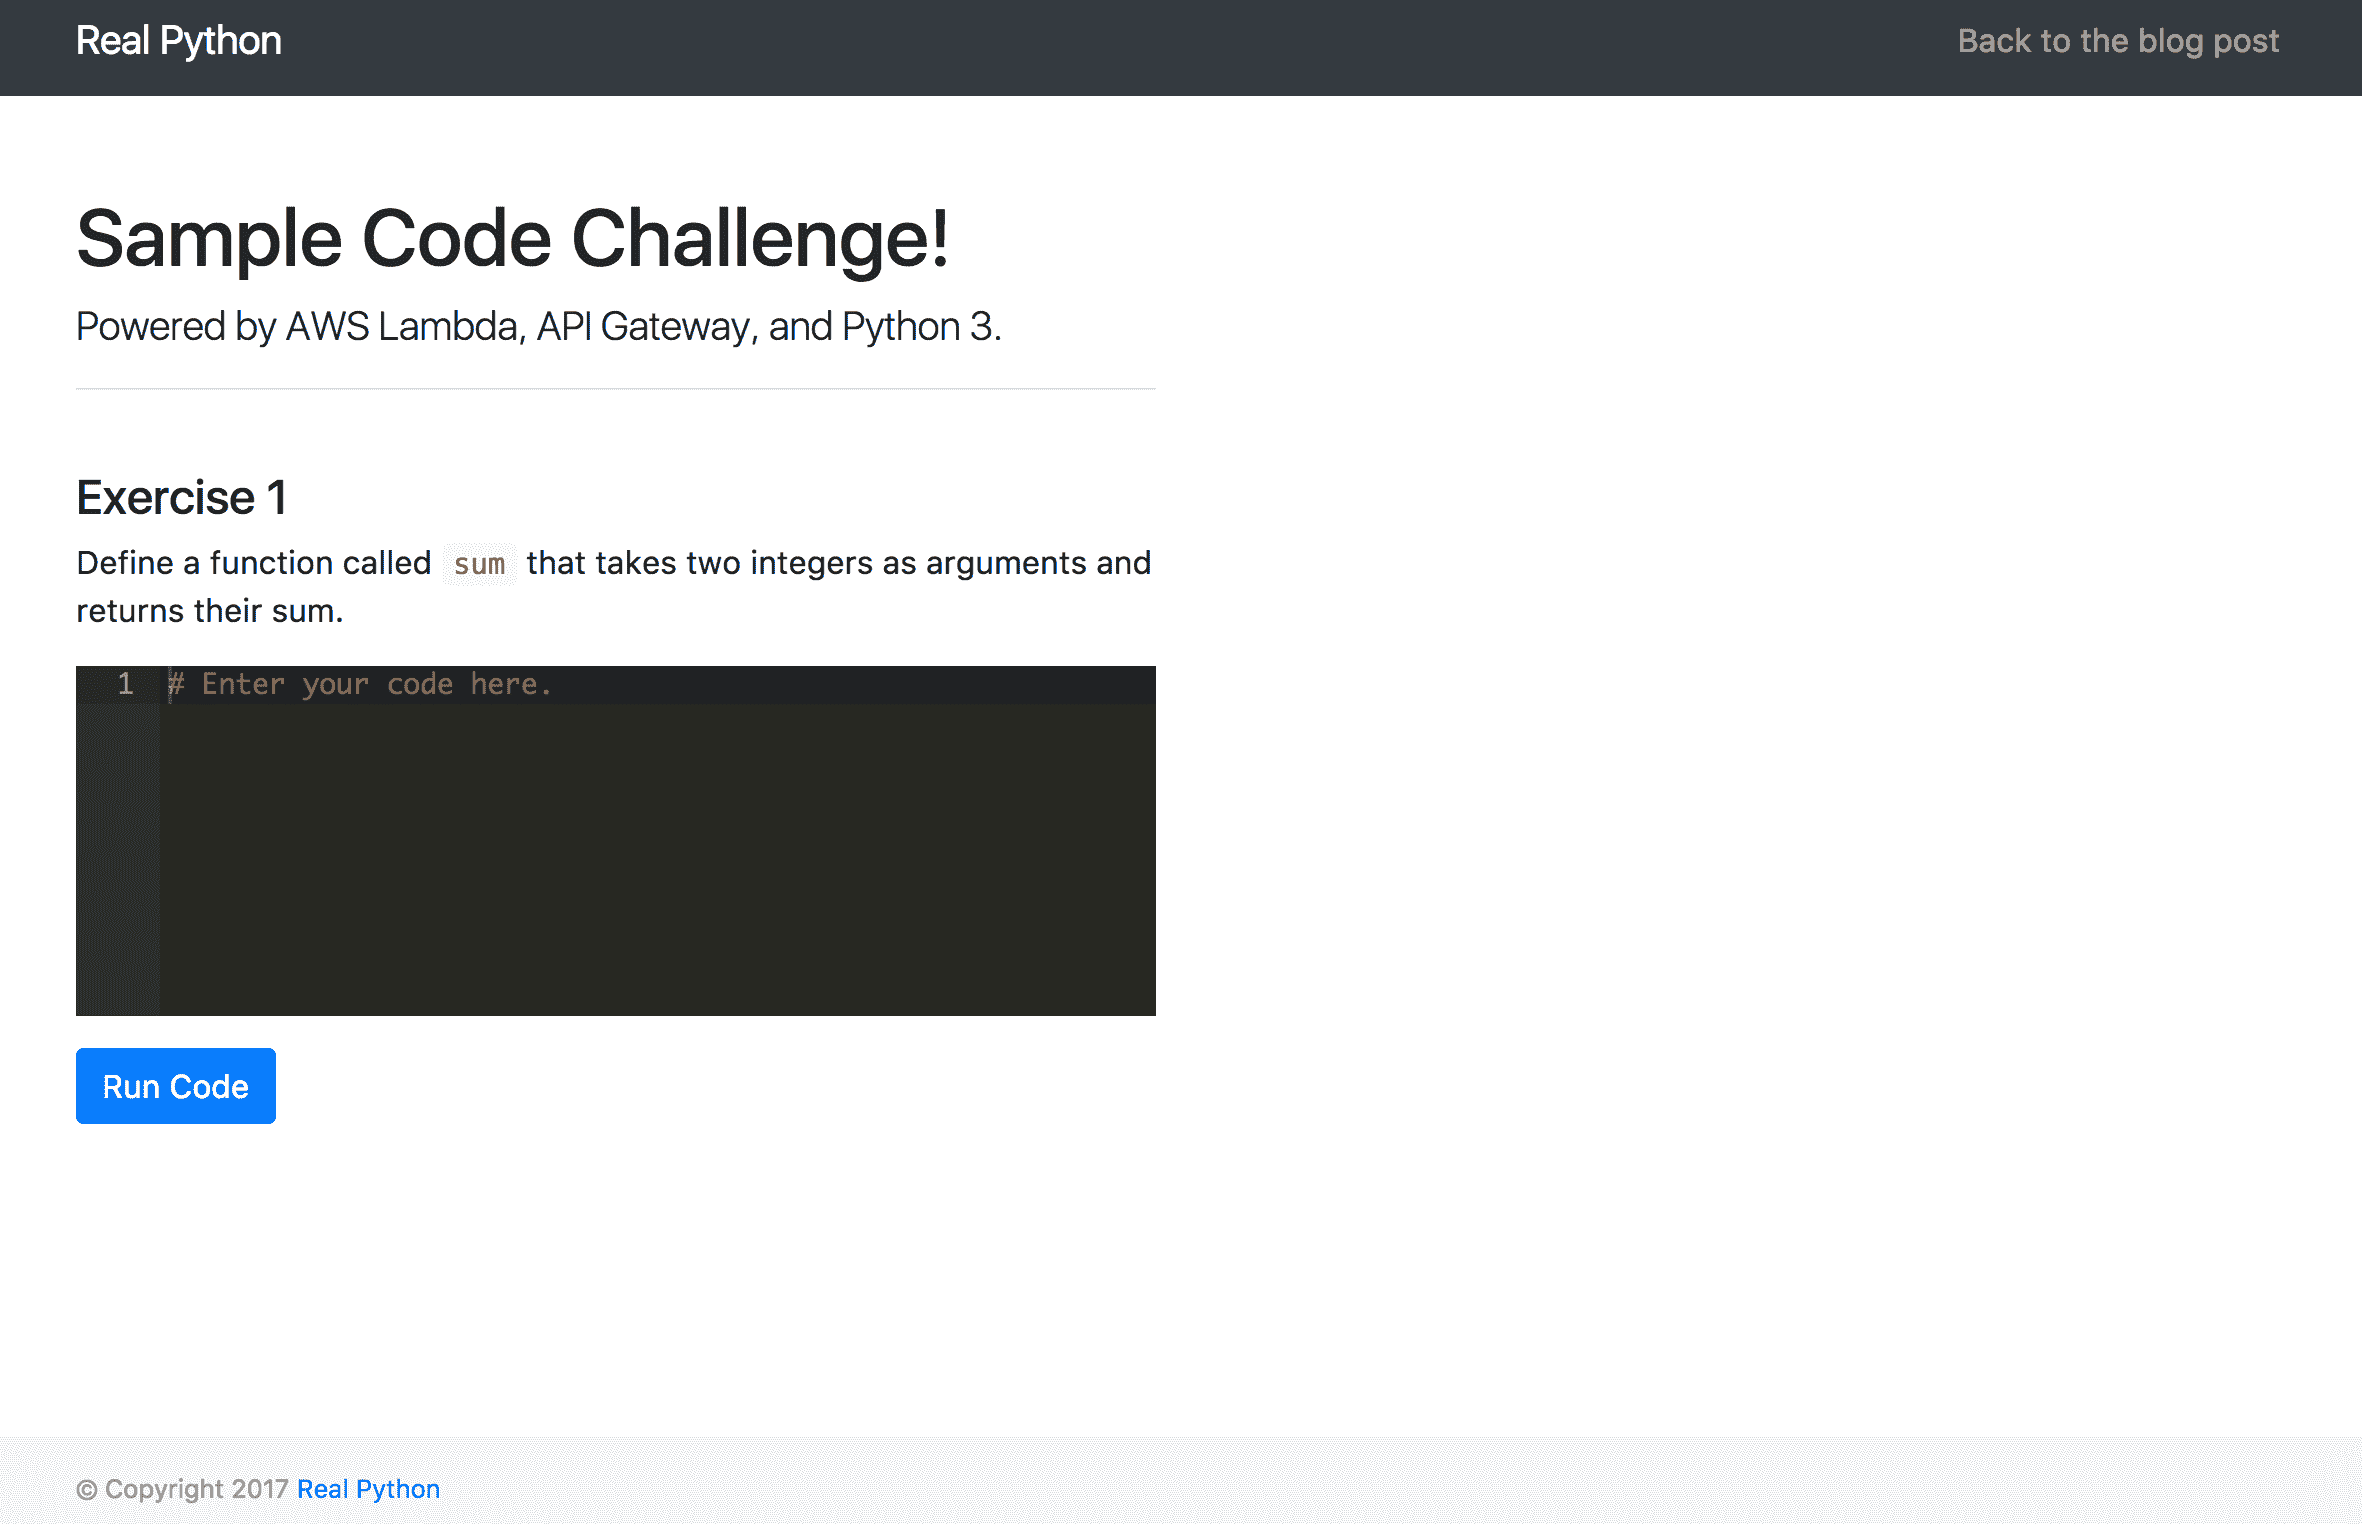 Real Python
Back to the blog post
Sample Code Challenge!
Powered by AWS Lambda, API Gateway, and Python 3.
Exercise 1
Define a function called sum that takes two integers as arguments and
returns their sum.
1 # Enter your code here.
Run Code
© Copyright 2017 Real Python